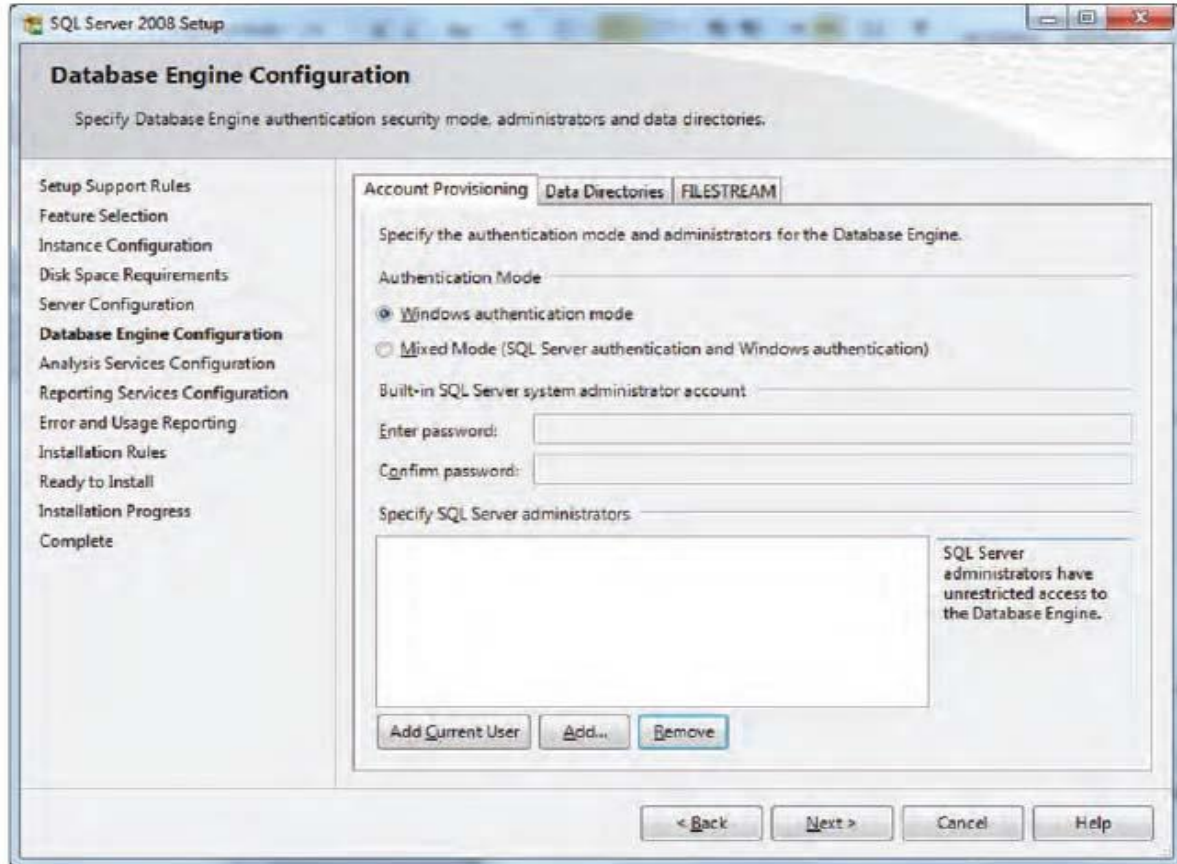 SQL Server 2008 Setup
Database Engine Configuration
Specify Database Engine authentication security mode, administrators and data directories.
Setup Support Rules
Feature Selection
Instance Configuration
Disk Space Requirements
Server Configuration
Database Engine Configuration
Analysis Services Configuration
Reporting Services Configuration
Error and Usage Reporting
Installation Rules
Ready to Install
Installation Progress
Complete
Account Provisioning
Data Directories
FILESTREAM
Specify the authentication mode and administrators for the Database Engine.
Authentication Mode
Windows authentication mode
Mixed Mode (SQL Server authentication and Windows authentication)
Built-in SQL Server system administrator account
Enter password:
Confirm password:
Specify SQL Server administrators
SQL Server
administrators have
unrestricted access to
the Database Engine.
Add Current User
Add...
Remove
< Back
Next >
Cancel
Help